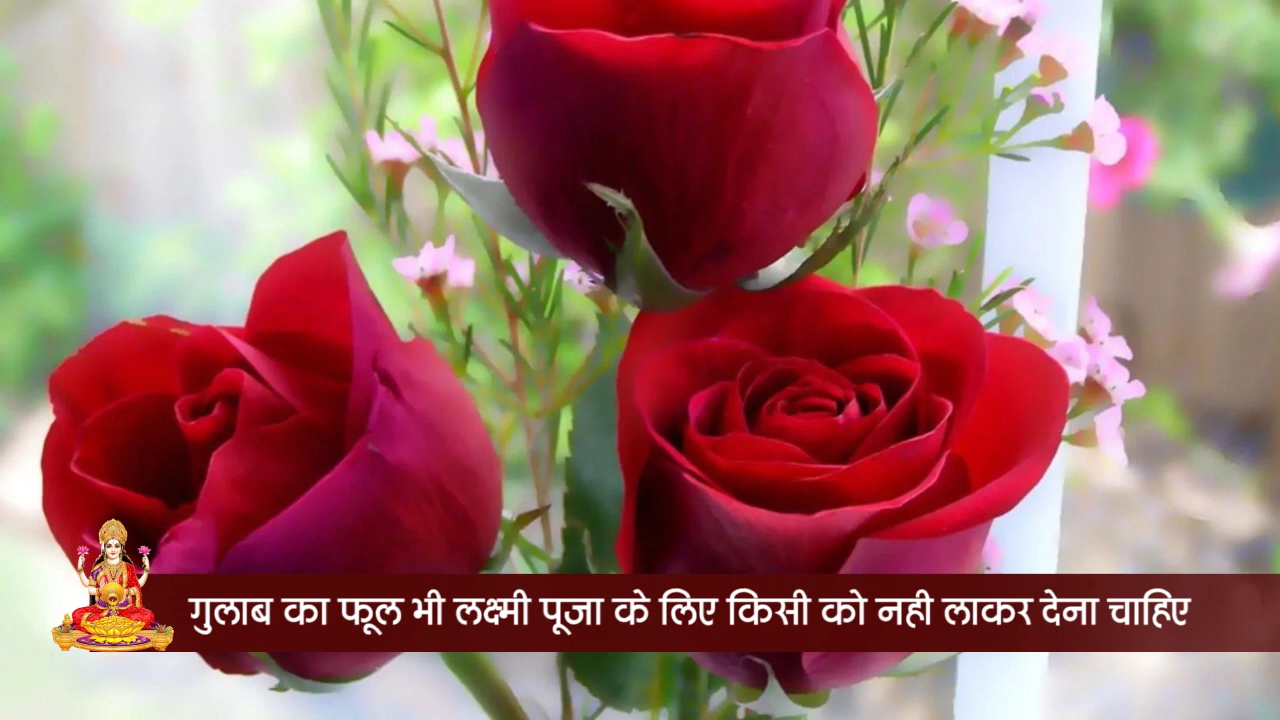 गुलाब का फूल भी लक्ष्मी पूजा के लिए किसी को नही लाकर देना चाहिए